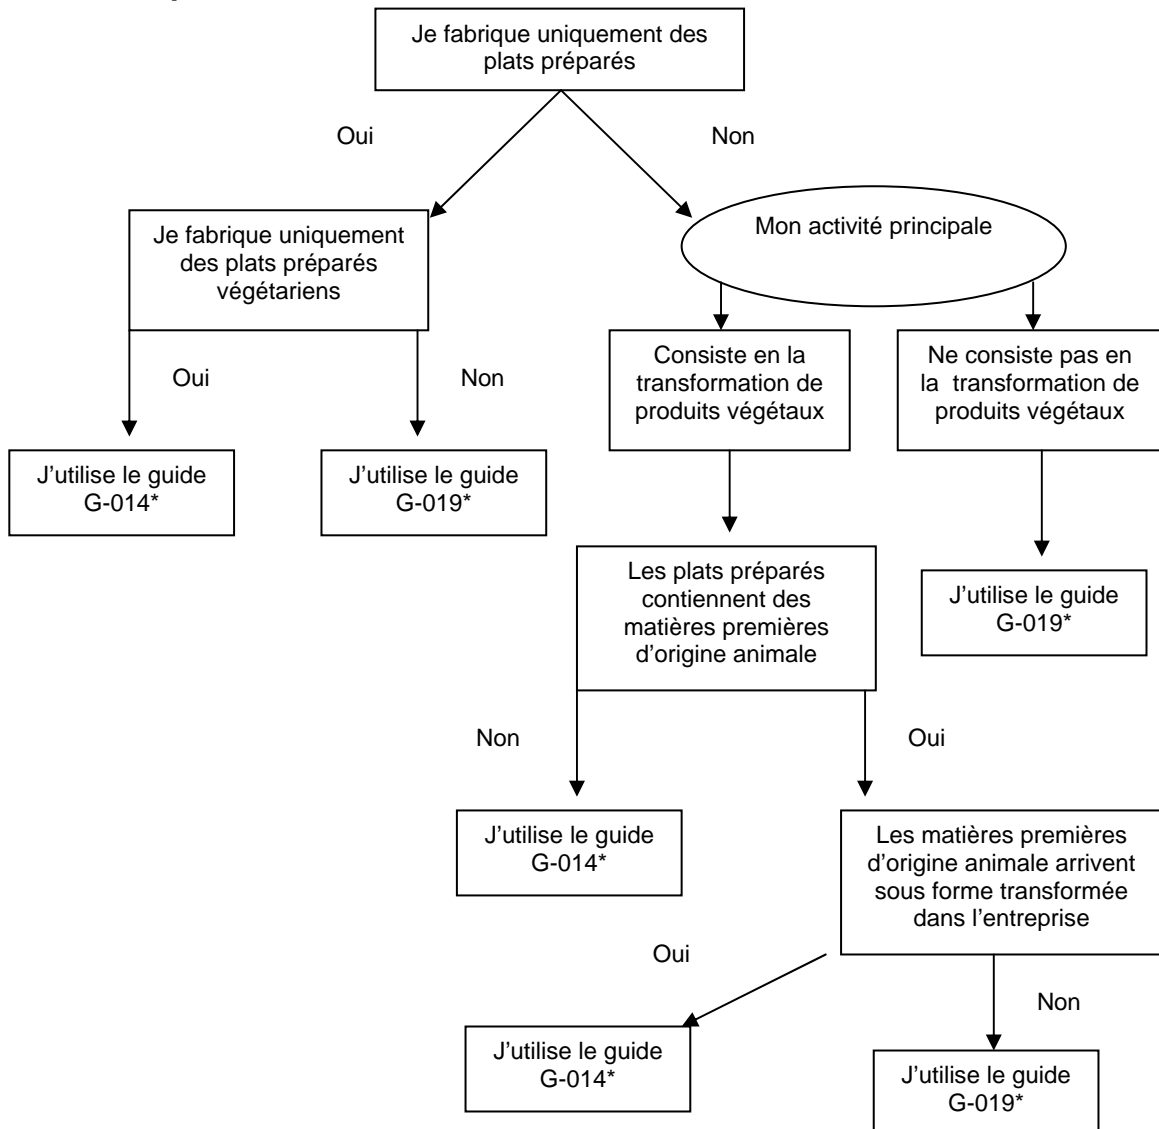 Je fabrique uniquement des
plats préparés
Oui
Non
Je fabrique uniquement
des plats préparés
végétariens
Mon activité principale
Oui
Non
Consiste en la
transformation de
produits végétaux
Ne consiste pas en
la transformation de
produits végétaux
J'utilise le guide
G-014*
J'utilise le guide
G-019*
Les plats préparés
contiennent des
matières premières
d'origine animale
J'utilise le guide
G-019*
Non
Oui
J'utilise le guide
G-014*
Les matières premières
d'origine animale arrivent
sous forme transformée
dans l'entreprise
Oui
Non
J'utilise le guide
G-014*
J'utilise le guide
G-019*